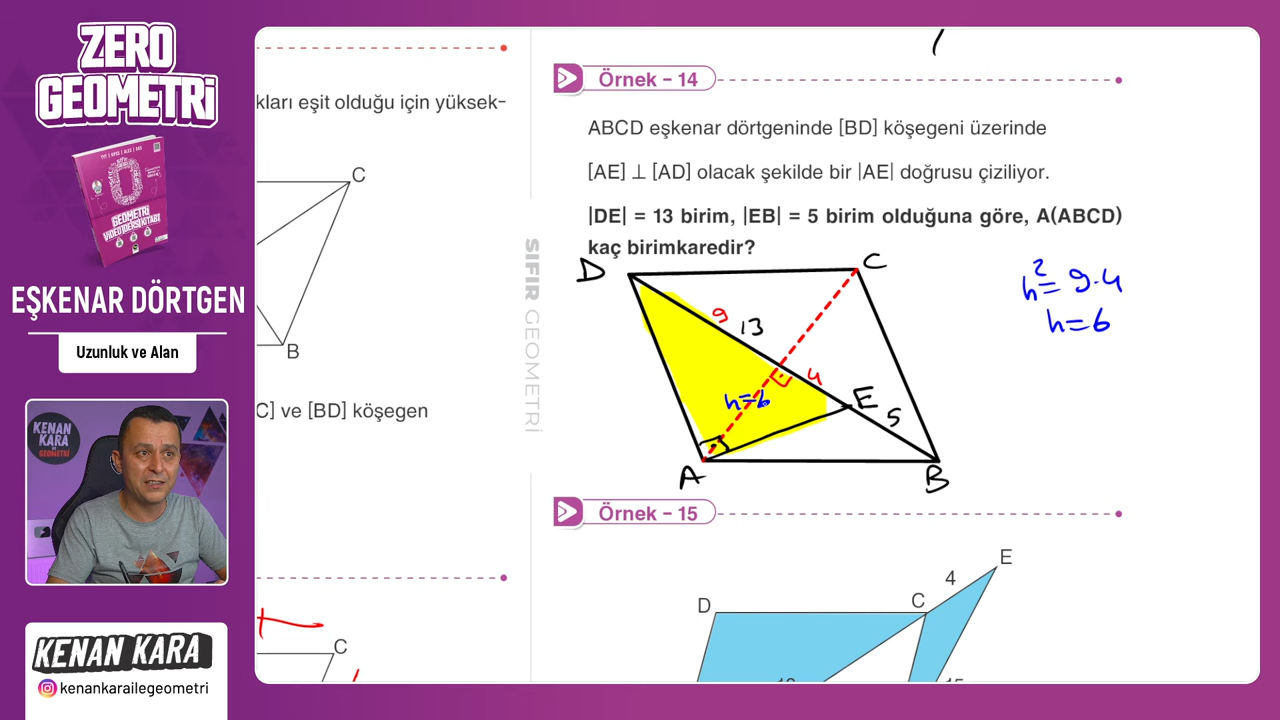 ZERO
GEOMETRİ
GEOMETRİ
VİDEO DERS KİTABI
EŞKENAR DÖRTGEN
Uzunluk ve Alan
KENAN
KARA
GEOMETRİ
KENAN KARA
kenankarailegeometri
kları eşit olduğu için yüksek-
C
B
C] ve [BD] köşegen
C
SIFIR GEOMETRİ
Örnek - 14
ABCD eşkenar dörtgeninde [BD] köşegeni üzerinde
[AE] ⊥ [AD] olacak şekilde bir |AE| doğrusu çiziliyor.
|DE| = 13 birim, |EB| = 5 birim olduğuna göre, A(ABCD)
kaç birimkaredir?
D
C
9
13
4
h=6
E
5
A
B
h²=9.4
h=6
Örnek - 15
E
4
D
C